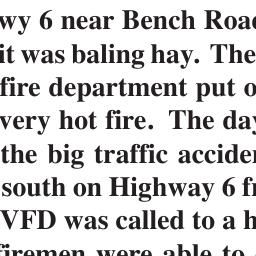 wy 6 near Bench Road
it was baling hay. The
fire department put o
very hot fire. The day
the big traffic acciden
south on Highway 6 fr
VFD was called to a h
firemen were able to